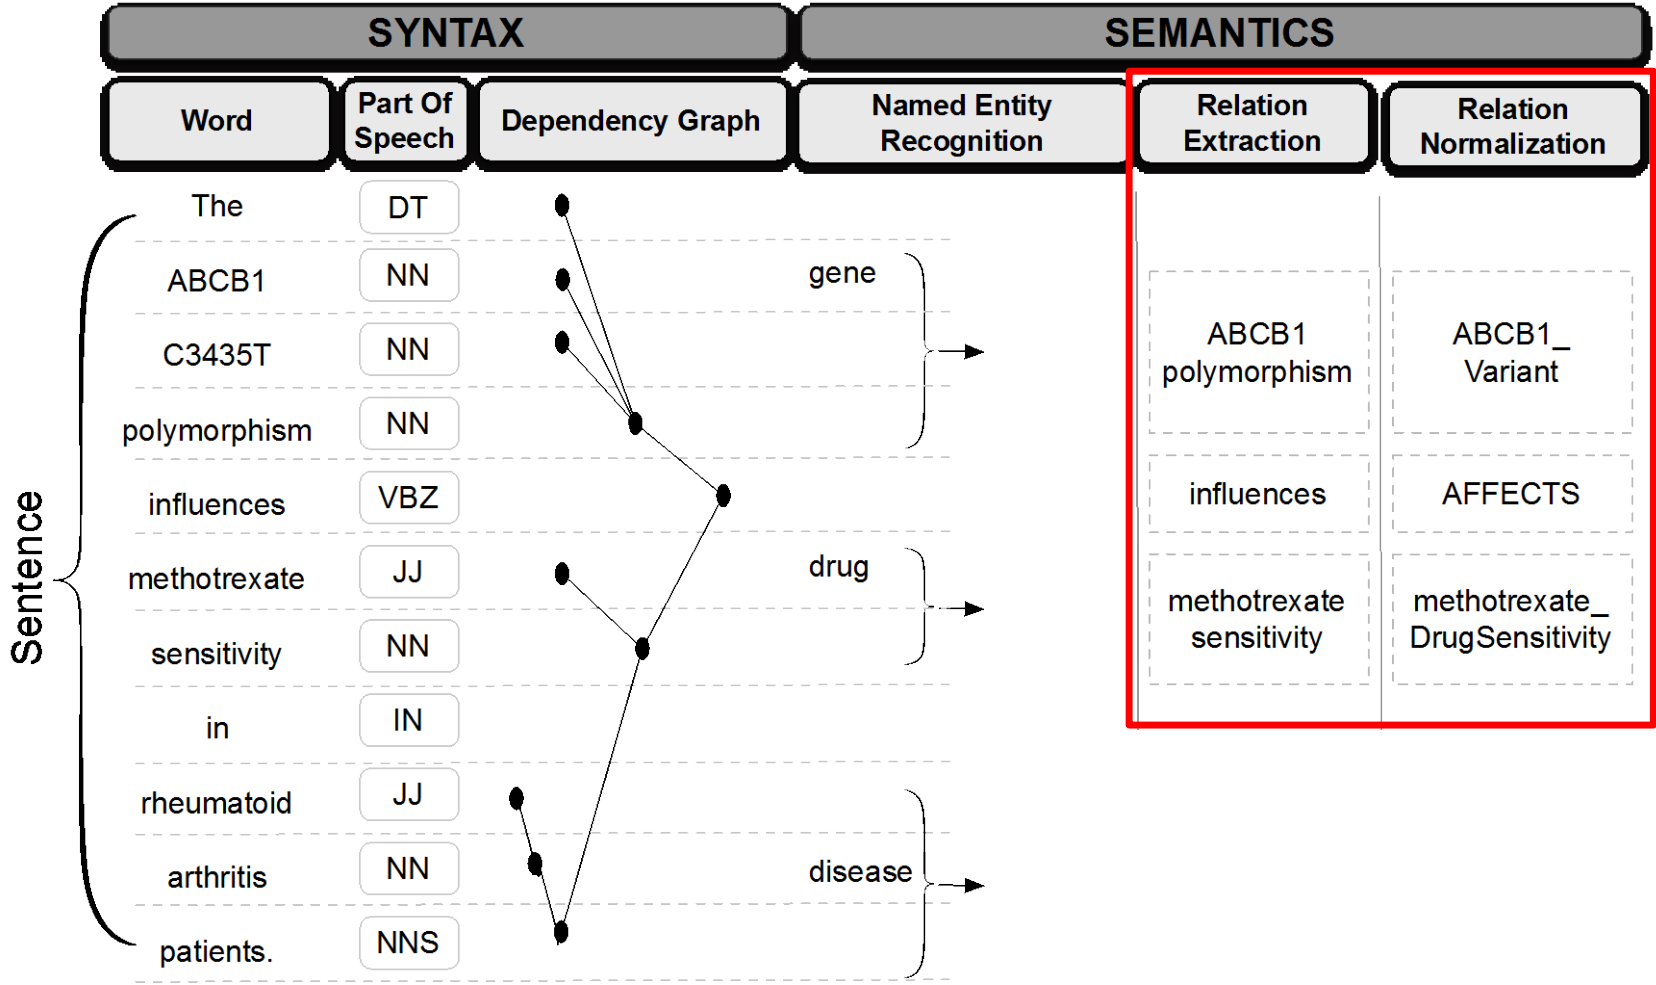 SYNTAX
SEMANTICS
Word
Part Of
Speech
Dependency Graph
Named Entity
Recognition
Relation
Extraction
Relation
Normalization
Sentence
The
DT
ABCB1
NN
gene
C3435T
NN
polymorphism
NN
ABCB1
polymorphism
ABCB1_
Variant
influences
VBZ
influences
AFFECTS
methotrexate
JJ
drug
sensitivity
NN
methotrexate
sensitivity
methotrexate_
DrugSensitivity
in
IN
rheumatoid
JJ
arthritis
NN
disease
patients.
NNS